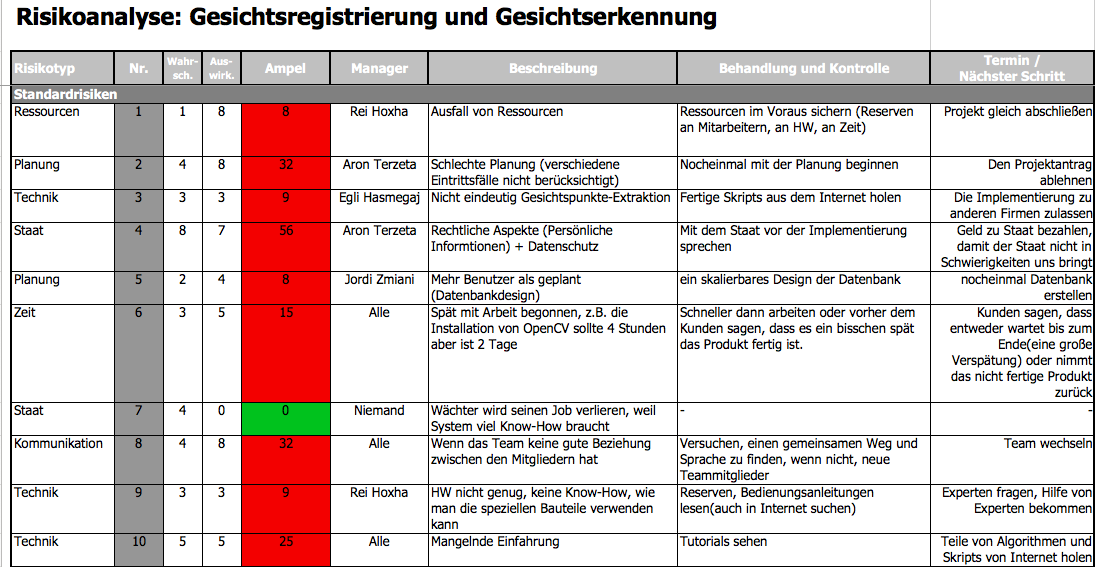 Risikoanalyse: Gesichtsregistrierung und Gesichtserkennung
Risikotyp Nr. Wahr-sch. Aus-wirk. Ampel Manager Beschreibung Behandlung und Kontrolle Termin / Nächster Schritt
Standardrisiken
Ressourcen 1 1 8 8 Rei Hoxha Ausfall von Ressourcen Ressourcen im Voraus sichern (Reserven Projekt gleich abschließen
an Mitarbeitern, an HW, an Zeit)
Planung 2 4 8 32 Aron Terzeta Schlechte Planung (verschiedene Nocheinmal mit der Planung beginnen Den Projektantrag
Eintrittsfälle nicht berücksichtigt) ablehnen
Technik 3 3 3 9 Egli Hasmegaj Nicht eindeutig Gesichtspunkte-Extraktion Fertige Skripts aus dem Internet holen Die Implementierung zu
anderen Firmen zulassen
Staat 4 8 7 56 Aron Terzeta Rechtliche Aspekte (Persönliche Mit dem Staat vor der Implementierung Geld zu Staat bezahlen,
Informtionen) + Datenschutz sprechen damit der Staat nicht in
Schwierigkeiten uns bringt
Planung 5 2 4 8 Jordi Zmiani Mehr Benutzer als geplant ein skalierbares Design der Datenbank nocheinmal Datenbank
(Datenbankdesign) erstellen
Zeit 6 3 5 15 Alle Spät mit Arbeit begonnen, z.B. die Schneller dann arbeiten oder vorher dem Kunden sagen, dass
Installation von OpenCV sollte 4 Stunden Kunden sagen, dass es ein bisschen spät entweder wartet bis zum
aber ist 2 Tage das Produkt fertig ist. Ende(eine große
Verspätung) oder nimmt
das nicht fertige Produkt
zurück
Staat 7 4 0 0 Niemand Wächter wird seinen Job verlieren, weil - -
System viel Know-How braucht
Kommunikation 8 4 8 32 Alle Wenn das Team keine gute Beziehung Versuchen, einen gemeinsamen Weg und Team wechseln
zwischen den Mitgliedern hat Sprache zu finden, wenn nicht, neue
Teammitglieder
Technik 9 3 3 9 Rei Hoxha HW nicht genug, keine Know-How, wie Reserven, Bedienungsanleitungen Experten fragen, Hilfe von
man die speziellen Bauteile verwenden lesen(auch in Internet suchen) Experten bekommen
kann
Technik 10 5 5 25 Alle Mangelnde Einfahrung Tutorials sehen Teile von Algorithmen und
Skripts von Internet holen